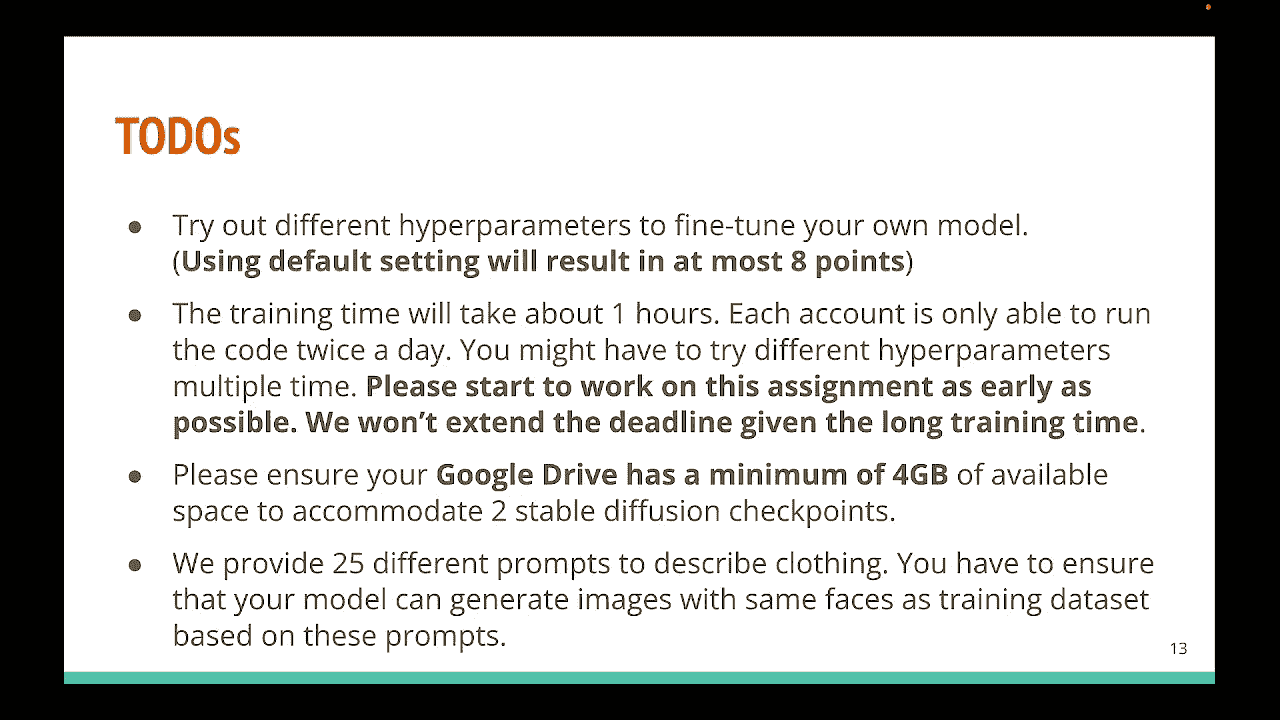 TODOs
● Try out different hyperparameters to fine-tune your own model.
(Using default setting will result in at most 8 points)
● The training time will take about 1 hours. Each account is only able to run
the code twice a day. You might have to try different hyperparameters
multiple time. Please start to work on this assignment as early as
possible. We won’t extend the deadline given the long training time.
● Please ensure your Google Drive has a minimum of 4GB of available
space to accommodate 2 stable diffusion checkpoints.
● We provide 25 different prompts to describe clothing. You have to ensure
that your model can generate images with same faces as training dataset
based on these prompts.
13